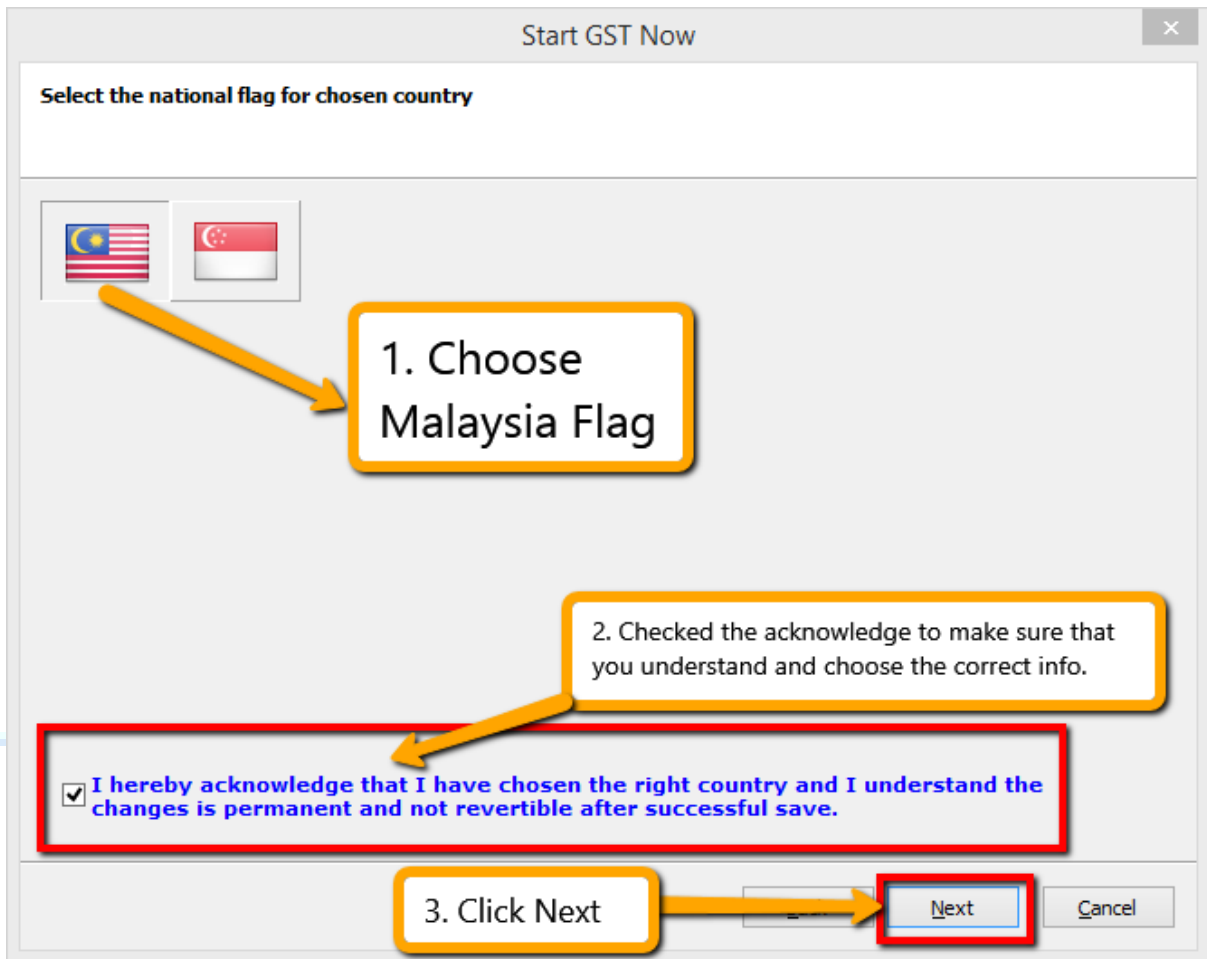 Start GST Now
Select the national flag for chosen country
1. Choose
Malaysia Flag
2. Checked the acknowledge to make sure that
you understand and choose the correct info.
I hereby acknowledge that I have chosen the right country and I understand the
changes is permanent and not revertible after successful save.
3. Click Next
Next
Cancel